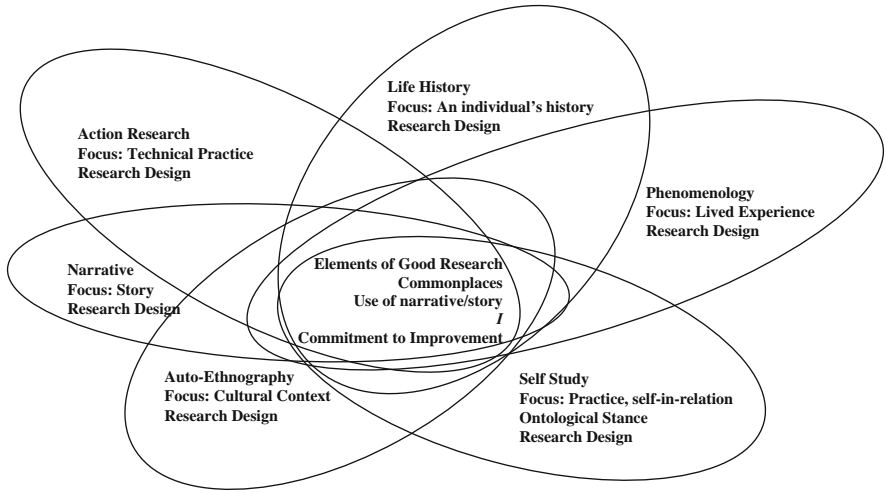 Life History
Focus: An individual's history
Research Design
Action Research
Focus: Technical Practice
Research Design
Phenomenology
Focus: Lived Experience
Research Design
Narrative
Focus: Story
Research Design
Elements of Good Research
Commonplaces
Use of narrative/story
I
Commitment to Improvement
Auto-Ethnography
Focus: Cultural Context
Research Design
Self Study
Focus: Practice, self-in-relation
Ontological Stance
Research Design